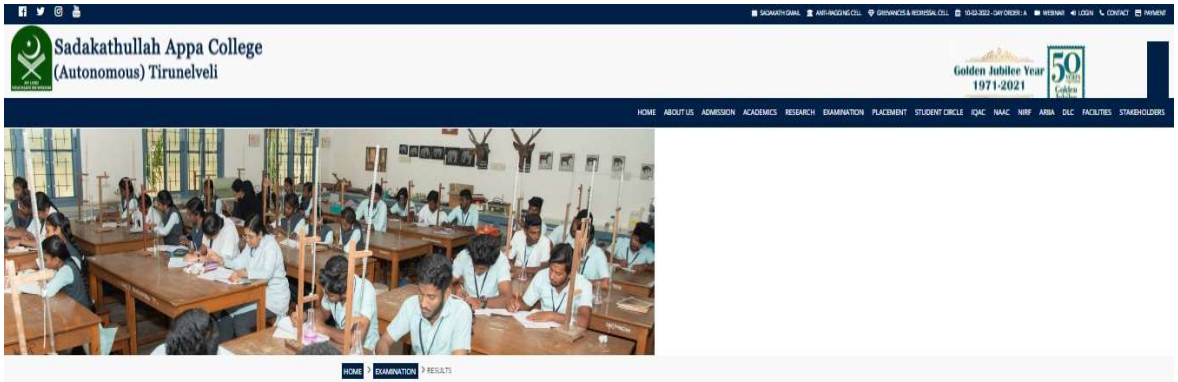 SADAKATH GMAIL ANTI-RAGGING CELL GRIEVANCES & REDRESSAL CELL 10-02-2022 - DAY ORDER : A WEBINAR LOGIN CONTACT PAYMENT
Sadakathullah Appa College
(Autonomous) Tirunelveli
Golden Jubilee Year
1971-2021
50
YEARS
Golden
HOME ABOUT US ADMISSION ACADEMICS RESEARCH EXAMINATION PLACEMENT STUDENT CIRCLE IQAC NAAC NIRF ARIIA DLC FACILITIES STAKEHOLDERS
HOME > EXAMINATION > RESULTS